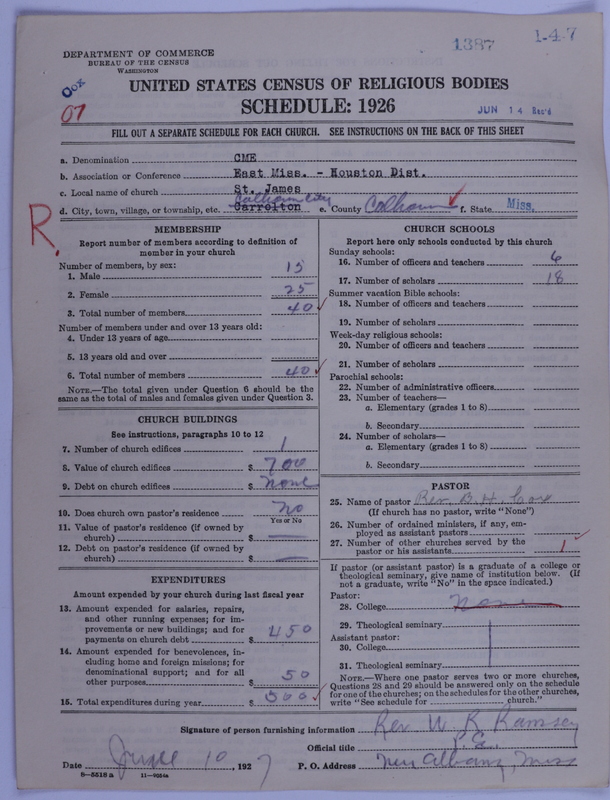 1387
1-4-7
DEPARTMENT OF COMMERCE
BUREAU OF THE CENSUS
WASHINGTON
UNITED STATES CENSUS OF RELIGIOUS BODIES
SCHEDULE: 1926
07
JUN 14
FILL OUT A SEPARATE SCHEDULE FOR EACH CHURCH. SEE INSTRUCTIONS ON THE BACK OF THIS SHEET
a. Denomination CME
b. Association or Conference East Miss. - Houston Dist.
c. Local name of church St. James
Calhoun City
d. City, town, village, or township, etc. Carrolton e. County Calhoun f. State Miss.
R.
MEMBERSHIP
Report number of members according to definition of
member in your church
Number of members, by sex:
1. Male 15
2. Female 25
3. Total number of members 40
Number of members under and over 13 years old:
4. Under 13 years of age
5. 13 years old and over
6. Total number of members 40
NOTE.—The total given under Question 6 should be
same as the total of males and females given under Question 3.
CHURCH BUILDINGS
See instructions, paragraphs 10 to 12
7. Number of church edifices 1
8. Value of church edifices $ 700
9. Debt on church edifices $ none
10. Does church own pastor's residence No
Yes or No
11. Value of pastor's residence (if owned by
church) $ —
12. Debt on pastor's residence (if owned by
church) $ —
EXPENDITURES
Amount expended by your church during last fiscal year
13. Amount expended for salaries, repairs,
and other running expenses; for im-
provements or new buildings; and for
payments on church debt $ 450
14. Amount expended for benevolences, in-
cluding home and foreign missions; for
denominational support; and for all
other purposes $ 50
15. Total expenditures during year $ 500
CHURCH SCHOOLS
Report here only schools conducted by this church
Sunday schools:
16. Number of officers and teachers 6
17. Number of scholars 18
Summer vacation Bible schools:
18. Number of officers and teachers
19. Number of scholars
Week-day religious schools:
20. Number of officers and teachers
21. Number of scholars
Parochial schools:
22. Number of administrative officers
23. Number of teachers—
a. Elementary (grades 1 to 8)
b. Secondary
24. Number of scholars—
a. Elementary (grades 1 to 8)
b. Secondary
PASTOR
25. Name of pastor Rev. B. H.
(If church has no pastor, write "None")
26. Number of ordained ministers, if any, em-
ployed as assistant pastors
27. Number of other churches served by the
pastor or his assistants 1
If pastor (or assistant pastor) is a graduate of a college or
theological seminary, give name of institution below. (If
not a graduate, write "No" in the space indicated.)
Pastor:
28. College None
29. Theological seminary
Assistant pastor:
30. College
31. Theological seminary
NOTE.—Where one pastor serves two or more churches,
Questions 28 and 29 should be answered only on the schedule
for one of the churches; on the schedules for the other churches,
write "See schedule for church."
Signature of person furnishing information Rev W. R. Ramsey
Official title P. E.
Date June 10, 1927 P. O. Address New Albany, Miss
8-5518 a 11-9054a